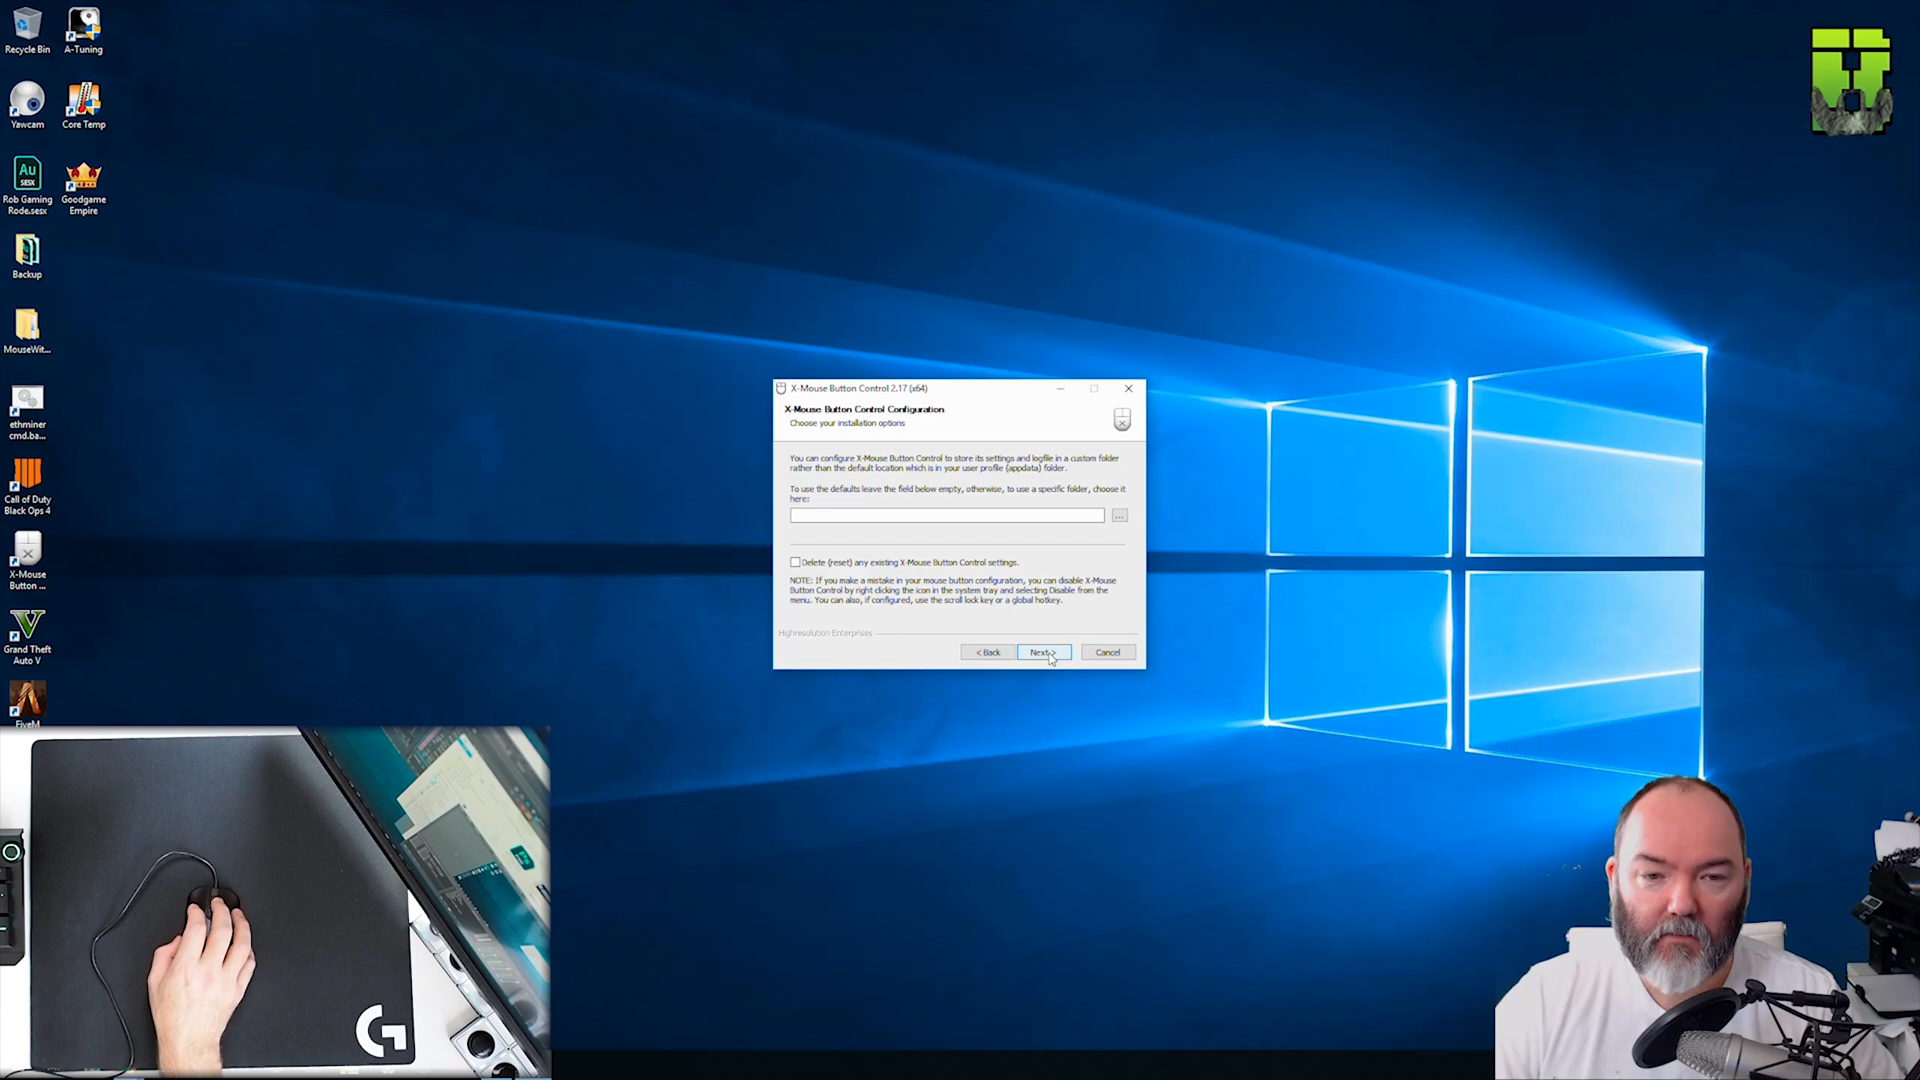 Recycle Bin
A-Tuning
Yawcam
Core Temp
Au
SESX
Rob Gaming
Rode.sesx
Goodgame
Empire
Backup
MouseWit...
ethminer
cmd.ba...
Call of Duty
Black Ops 4
X-Mouse
Button ...
Grand Theft
Auto V
FiveM
X-Mouse Button Control 2.17 (x64)
X-Mouse Button Control Configuration
Choose your installation options
You can configure X-Mouse Button Control to store its settings and logfile in a custom folder
rather than the default location which is in your user profile (appdata) folder.
To use the defaults leave the field below empty, otherwise, to use a specific folder, choose it
here:
...
Delete (reset) any existing X-Mouse Button Control settings.
NOTE: If you make a mistake in your mouse button configuration, you can disable X-Mouse
Button Control by right clicking the icon in the system tray and selecting Disable from the
menu. You can also, if configured, use the scroll lock key or a global hotkey.
Highresolution Enterprises
< Back
Next >
Cancel
G